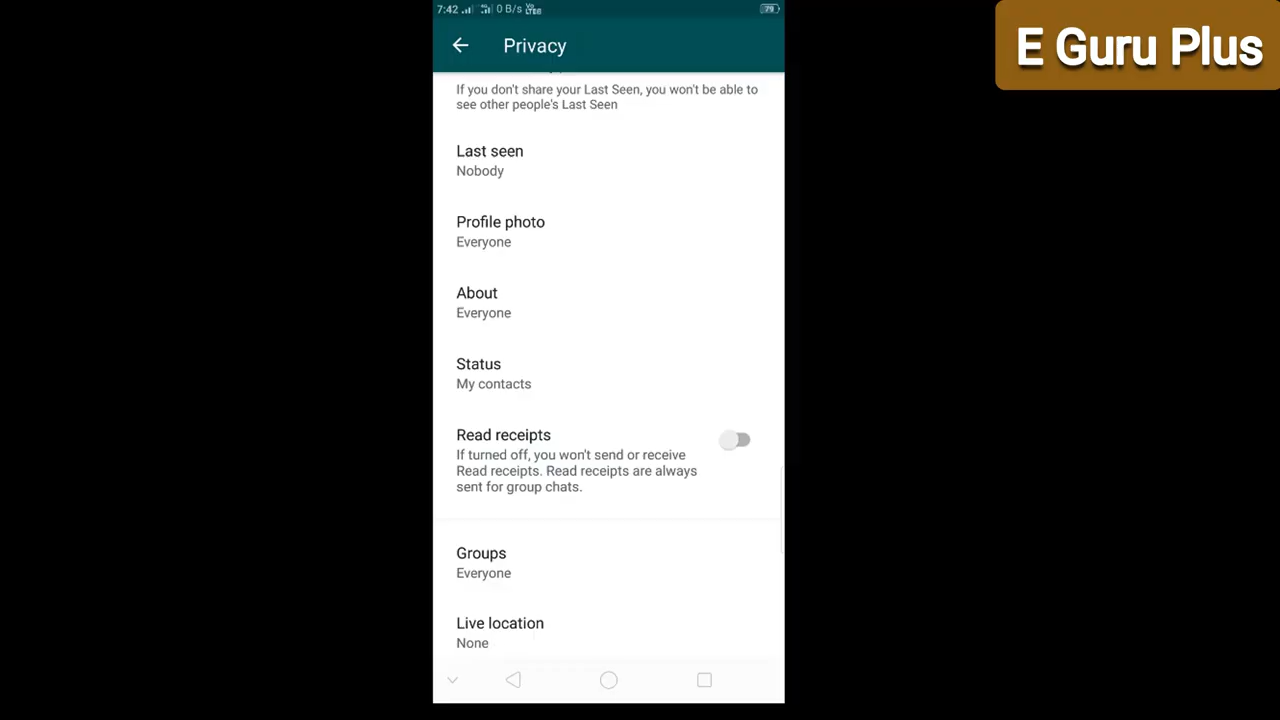 7:42 0 B/s 79
E Guru Plus
Privacy
If you don't share your Last Seen, you won't be able to
see other people's Last Seen
Last seen
Nobody
Profile photo
Everyone
About
Everyone
Status
My contacts
Read receipts
If turned off, you won't send or receive
Read receipts. Read receipts are always
sent for group chats.
Groups
Everyone
Live location
None